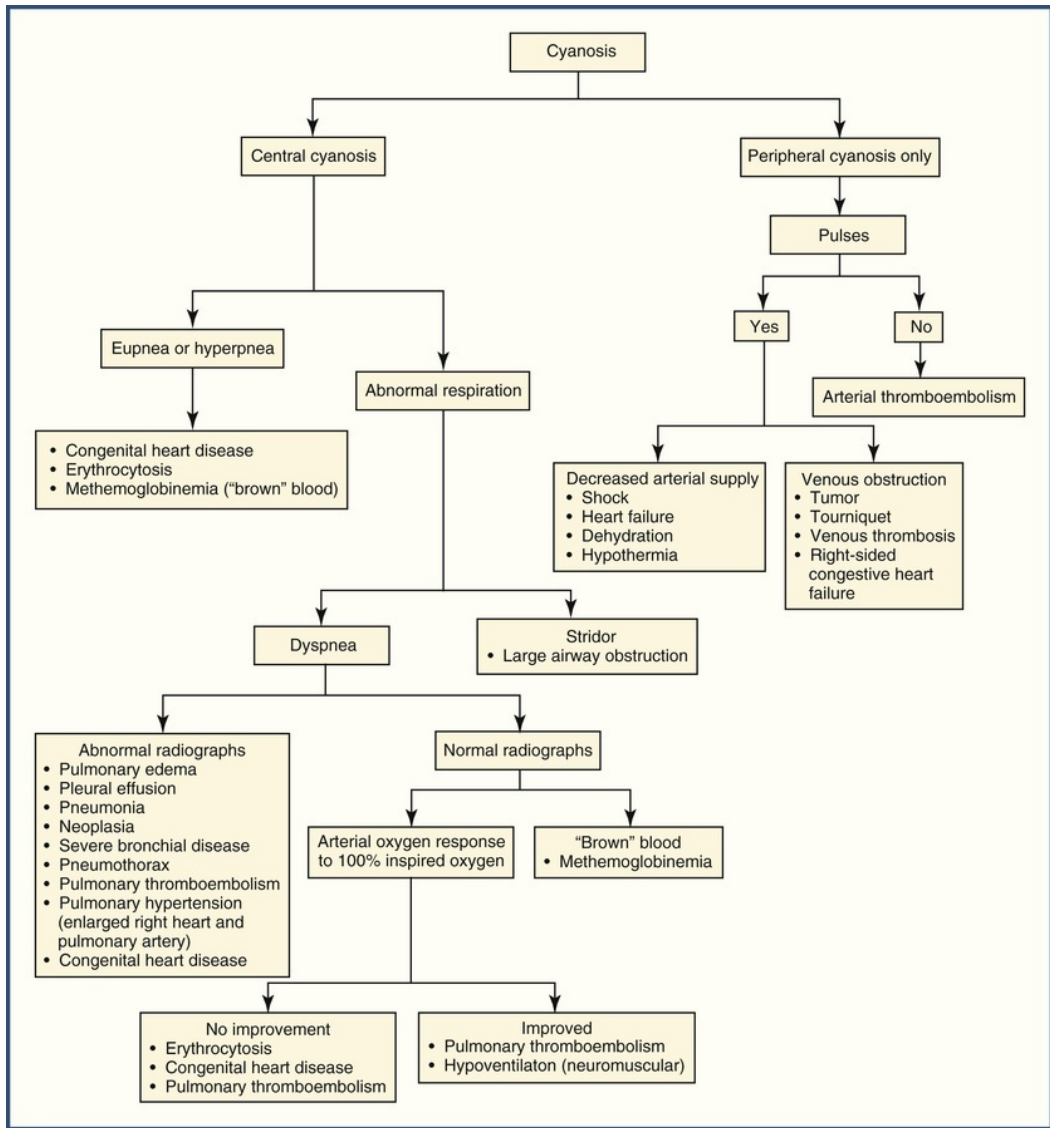 Cyanosis
Central cyanosis
Peripheral cyanosis only
Pulses
Yes
No
Eupnea or hyperpnea
Abnormal respiration
Arterial thromboembolism
• Congenital heart disease
• Erythrocytosis
• Methemoglobinemia (“brown” blood)
Decreased arterial supply
• Shock
• Heart failure
• Dehydration
• Hypothermia
Venous obstruction
• Tumor
• Tourniquet
• Venous thrombosis
• Right-sided
congestive heart
failure
Dyspnea
Stridor
• Large airway obstruction
Abnormal radiographs
• Pulmonary edema
• Pleural effusion
• Pneumonia
• Neoplasia
• Severe bronchial disease
• Pneumothorax
• Pulmonary thromboembolism
• Pulmonary hypertension
(enlarged right heart and
pulmonary artery)
• Congenital heart disease
Normal radiographs
Arterial oxygen response
to 100% inspired oxygen
“Brown” blood
• Methemoglobinemia
No improvement
• Erythrocytosis
• Congenital heart disease
• Pulmonary thromboembolism
Improved
• Pulmonary thromboembolism
• Hypoventilaton (neuromuscular)